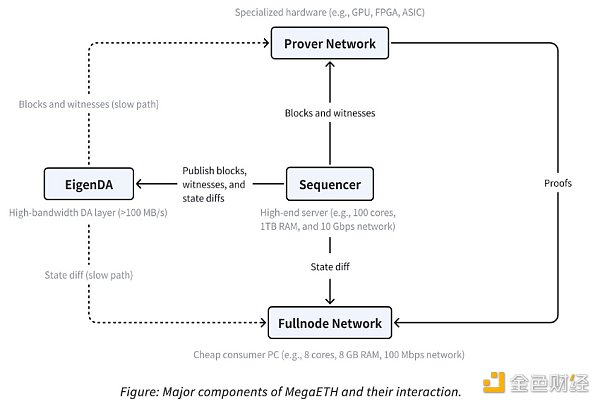 Specialized hardware (e.g., GPU, FPGA, ASIC)
Prover Network
Blocks and witnesses (slow path)
Blocks and witnesses
Publish blocks,
witnesses, and
state diffs
EigenDA
Sequencer
Proofs
High-bandwidth DA layer (>100 MB/s)
High-end server (e.g., 100 cores,
1TB RAM, and 10 Gbps network)
State diff (slow path)
State diff
Fullnode Network
Cheap consumer PC (e.g., 8 cores, 8 GB RAM, 100 Mbps network)
Figure: Major components of MegaETH and their interaction.
金色财经